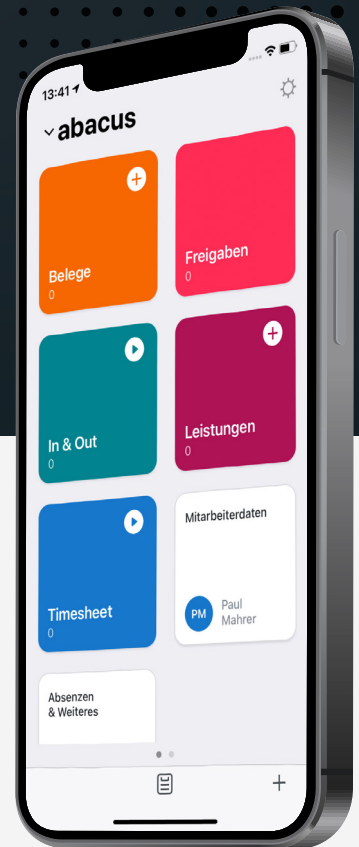 13:41
abacus
Belege
0
Freigaben
0
In & Out
0
Leistungen
0
Timesheet
0
Mitarbeiterdaten
PM
Paul
Mahrer
Absenzen
& Weiteres